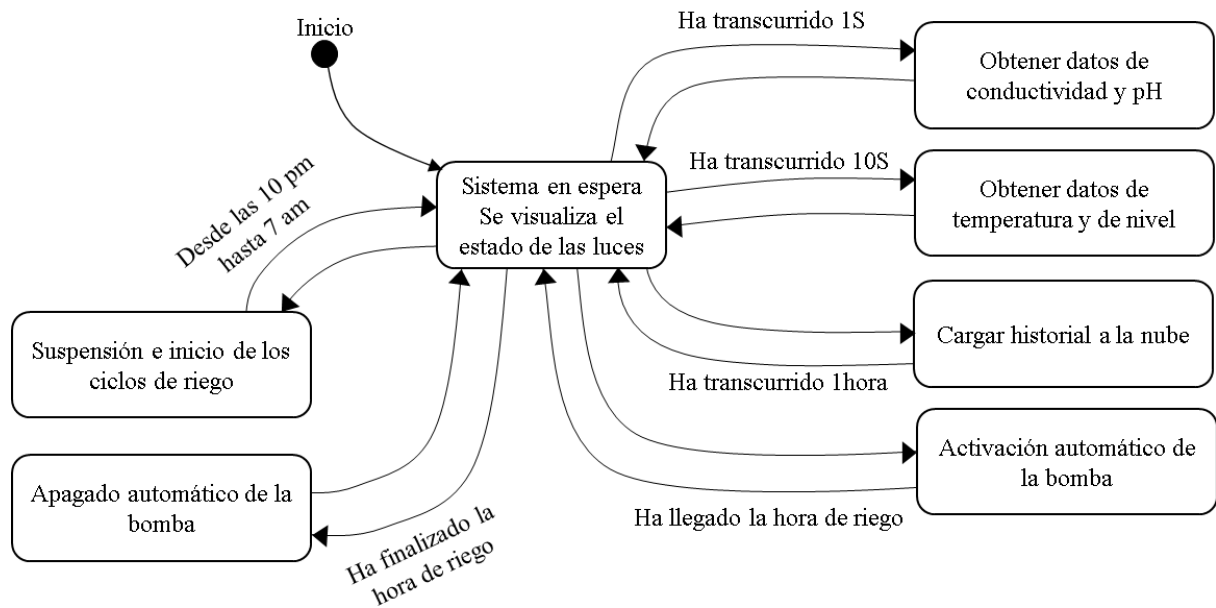 Inicio
Ha transcurrido 1S
Obtener datos de
conductividad y pH
Desde las 10 pm
hasta 7 am
Sistema en espera
Se visualiza el
estado de las luces
Ha transcurrido 10S
Obtener datos de
temperatura y de nivel
Suspensión e inicio de los
ciclos de riego
Cargar historial a la nube
Ha transcurrido 1hora
Apagado automático de la
bomba
Ha finalizado la
hora de riego
Activación automático de
la bomba
Ha llegado la hora de riego